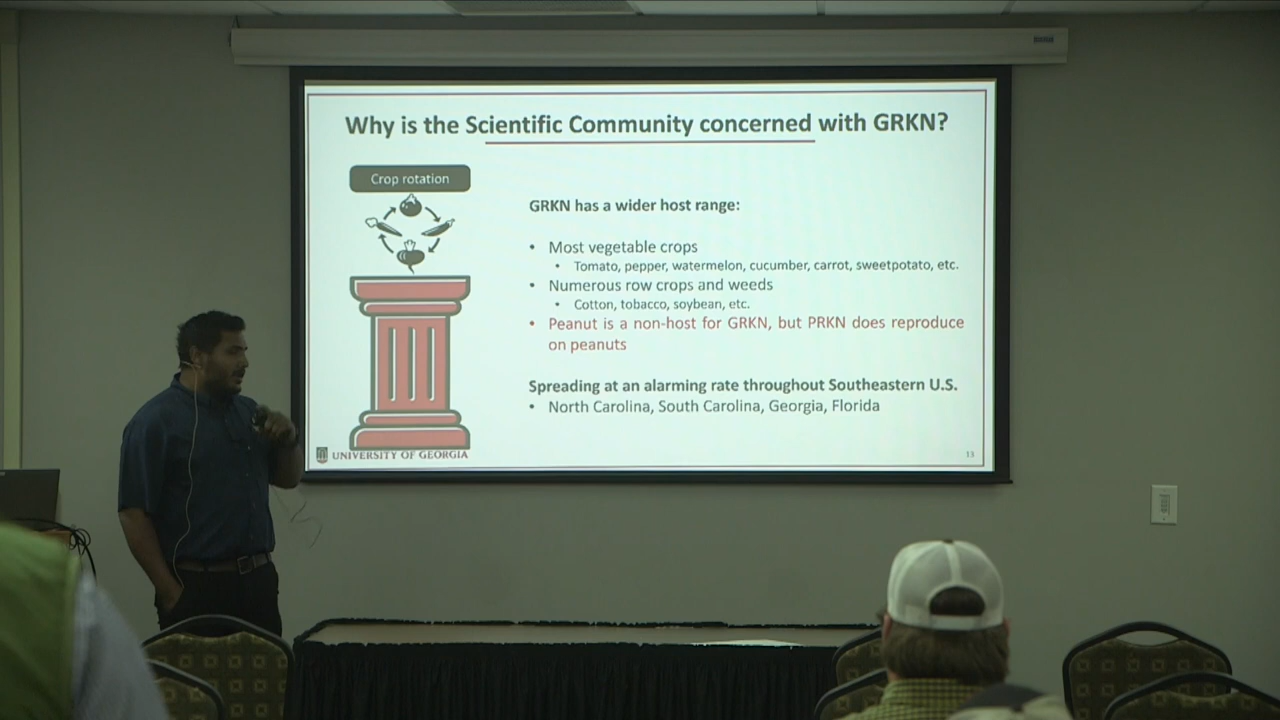 Why is the Scientific Community concerned with GRKN?
Crop rotation
GRKN has a wider host range:
• Most vegetable crops
• Tomato, pepper, watermelon, cucumber, carrot, sweetpotato, etc.
• Numerous row crops and weeds
• Cotton, tobacco, soybean, etc.
• Peanut is a non-host for GRKN, but PRKN does reproduce
on peanuts
Spreading at an alarming rate throughout Southeastern U.S.
• North Carolina, South Carolina, Georgia, Florida
UNIVERSITY OF GEORGIA
13